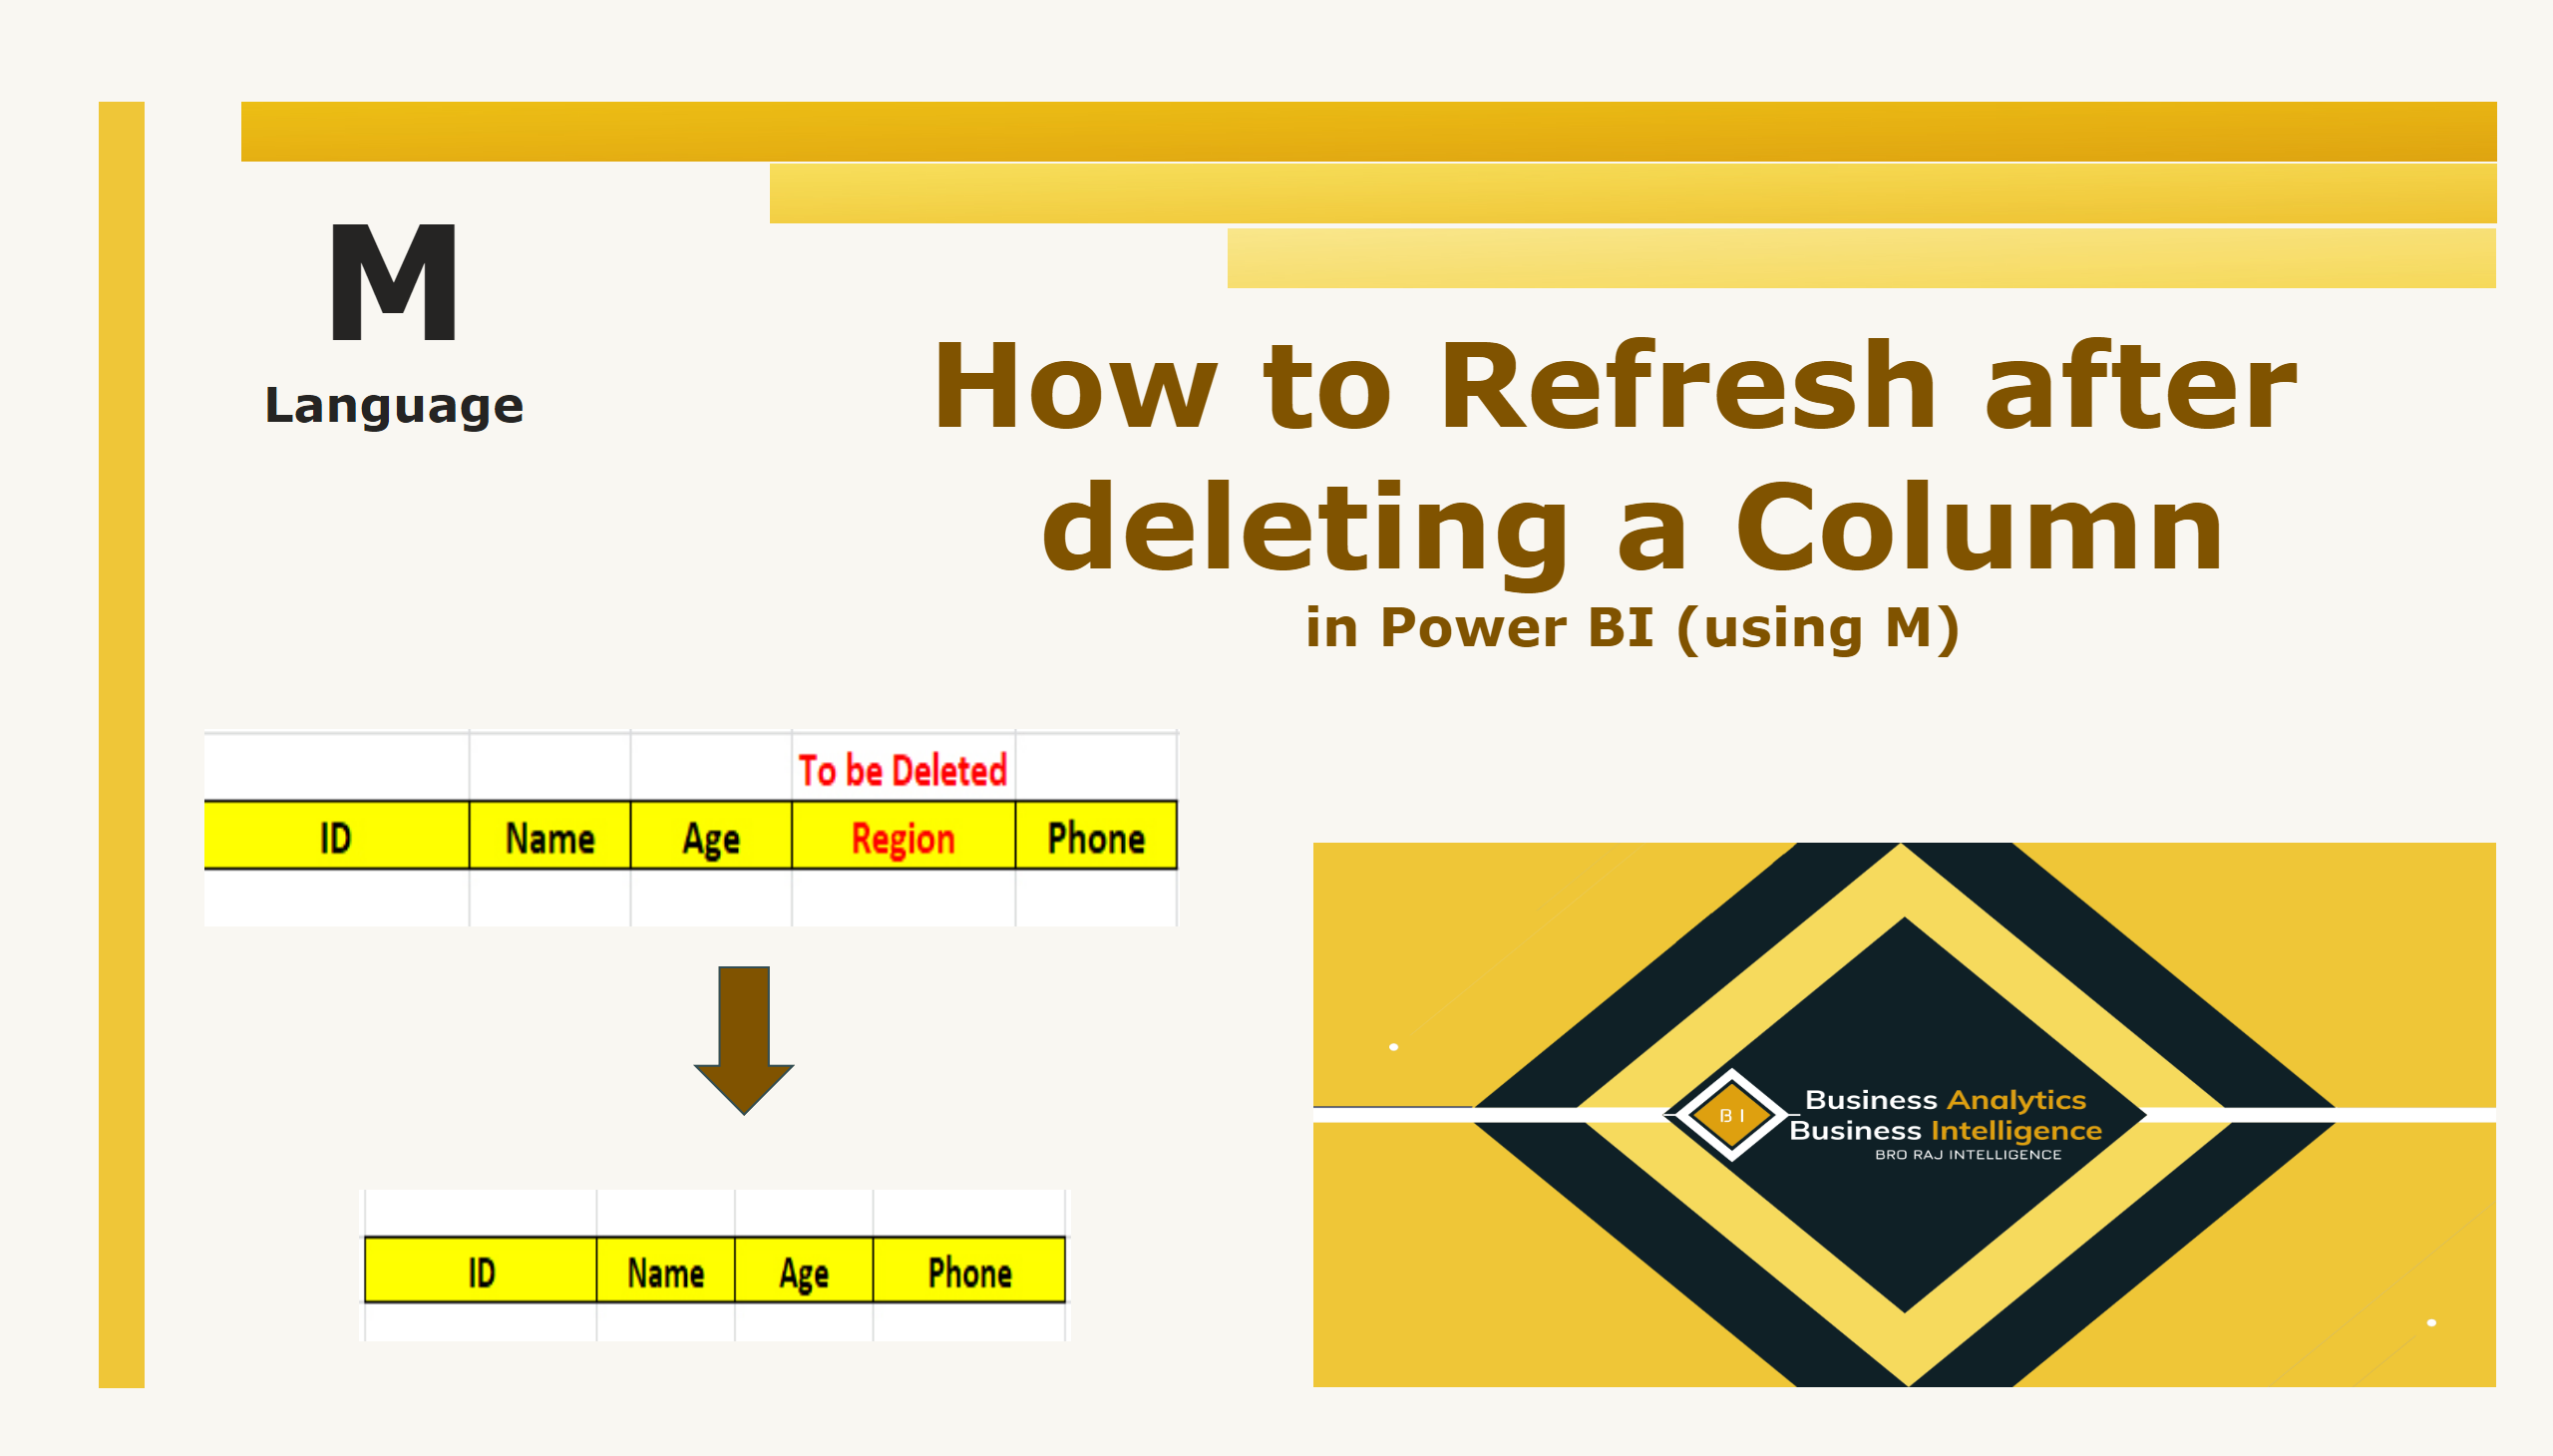 M
Language
How to Refresh after
deleting a Column
in Power BI (using M)
To be Deleted
ID Name Age Region Phone
ID Name Age Phone
B I
Business Analytics
Business Intelligence
BRO RAJ INTELLIGENCE